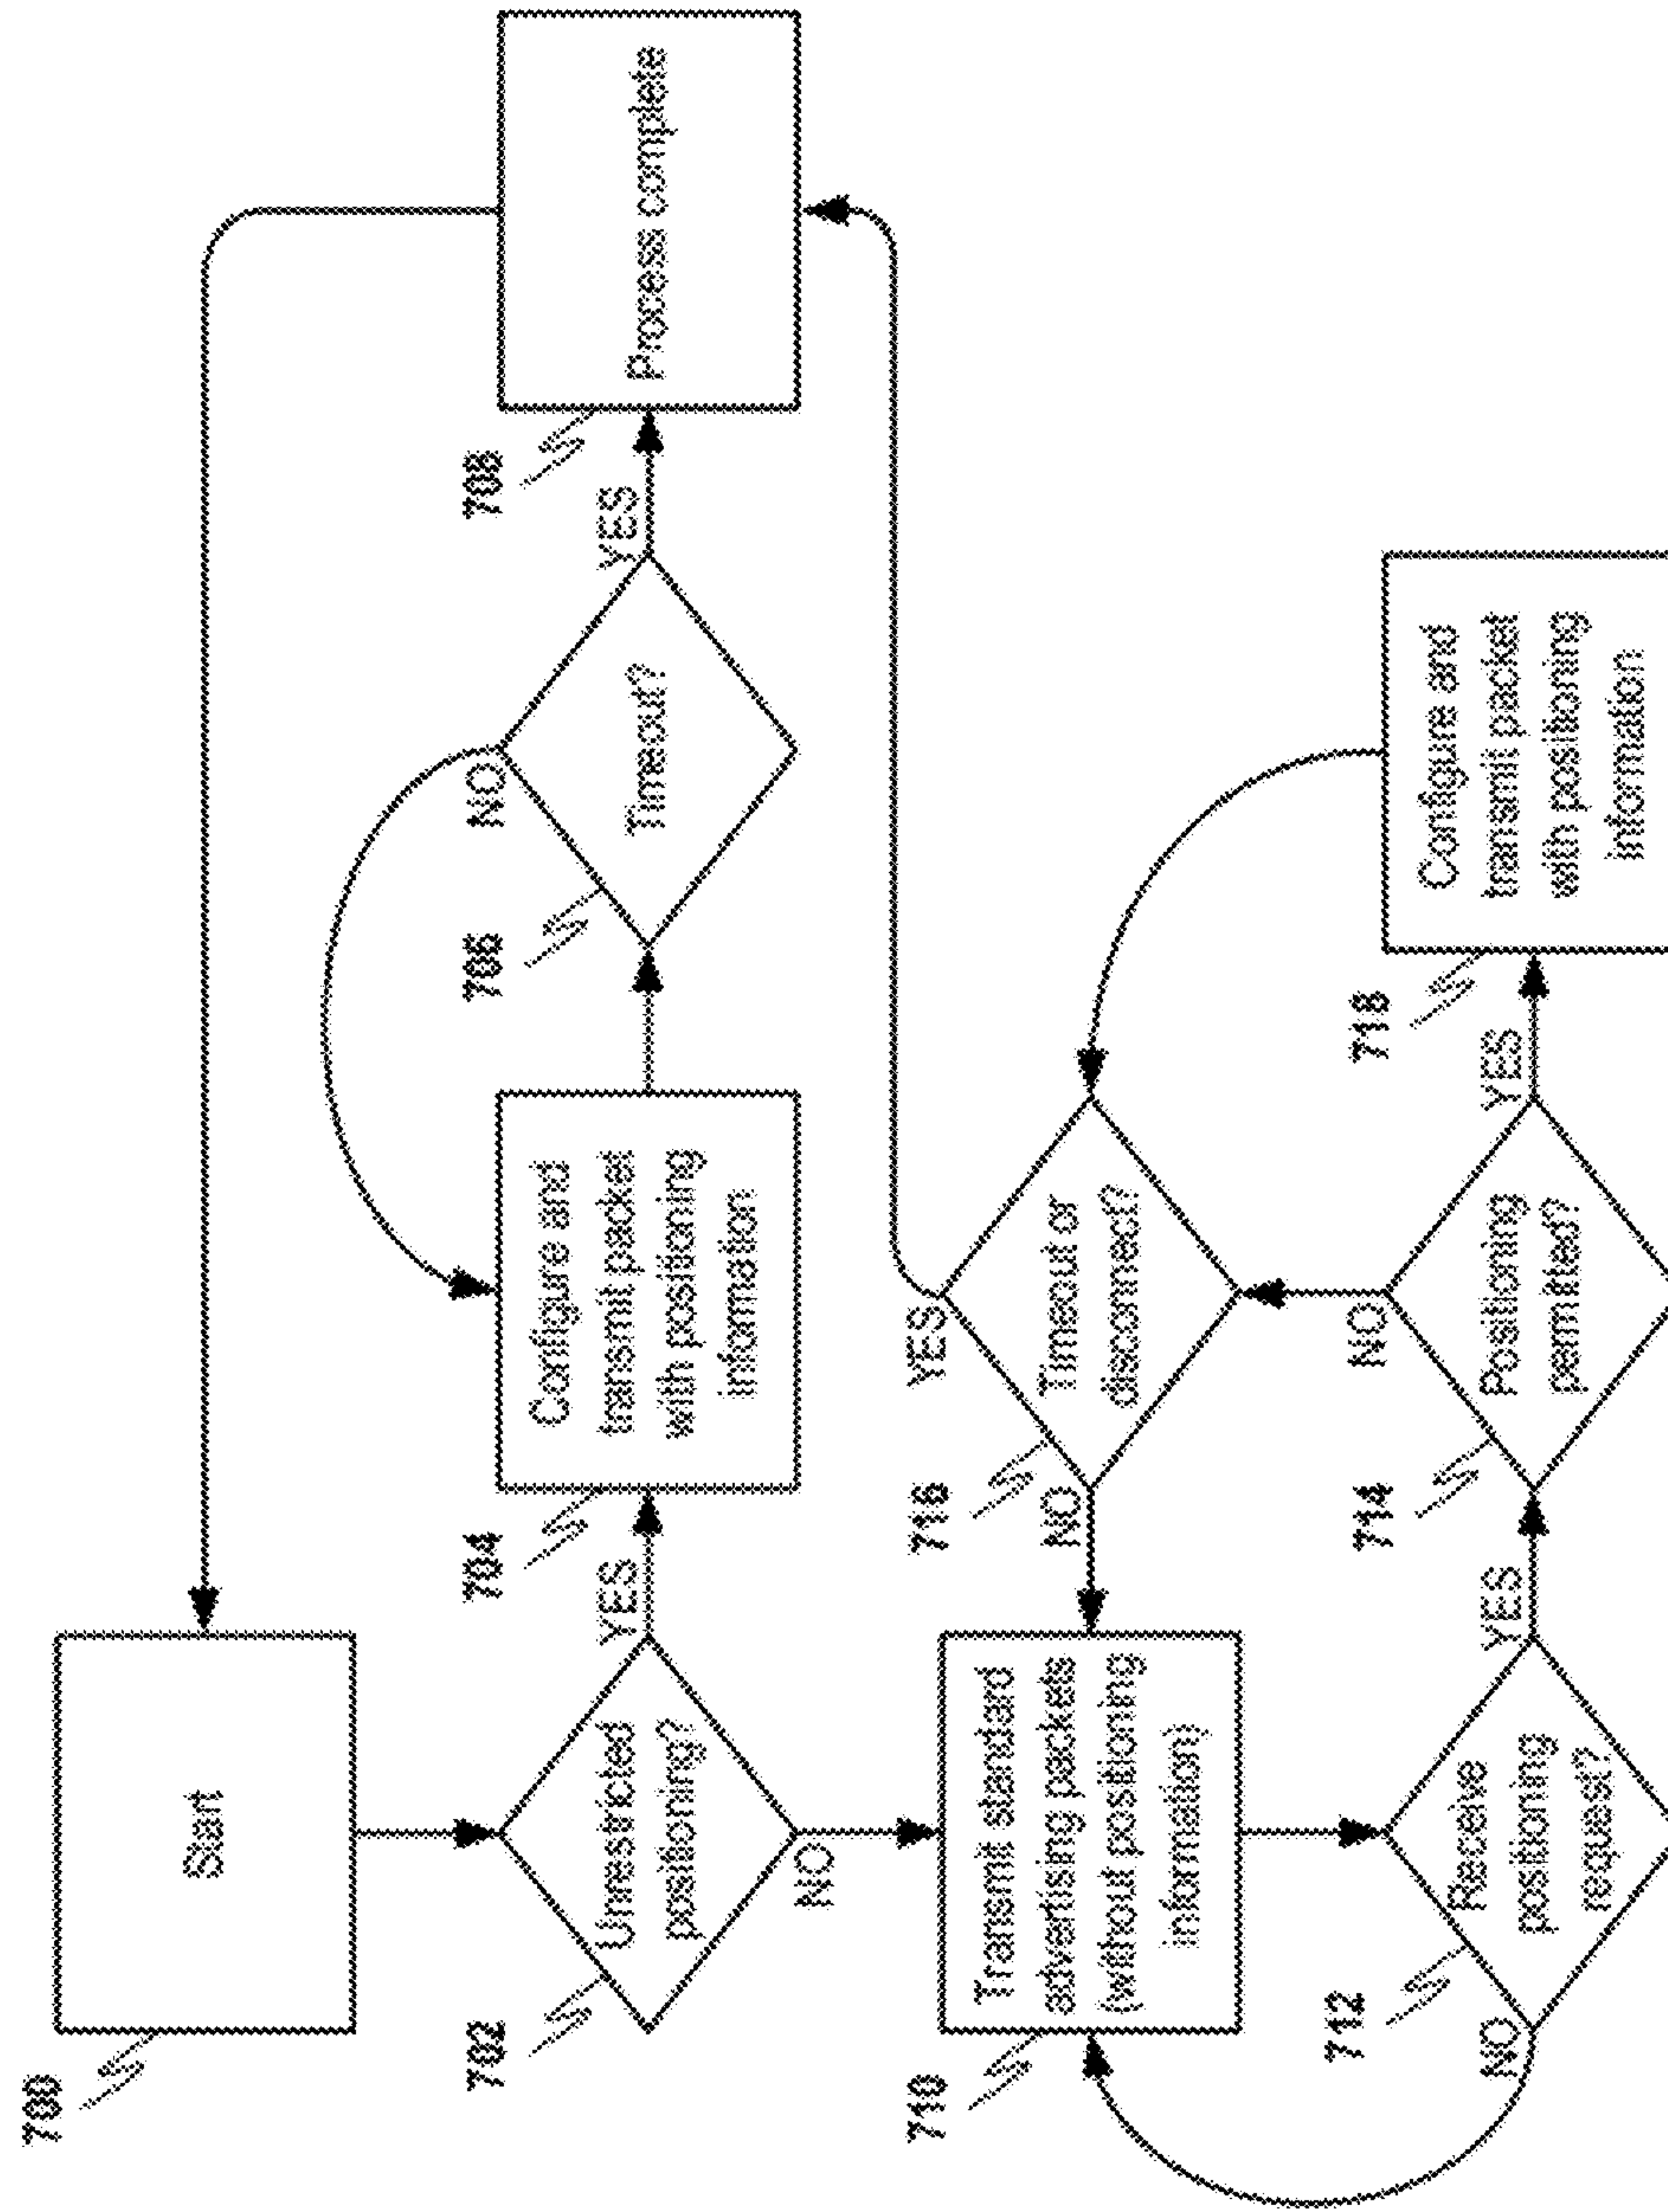 700
Start
702
Unrestricted
positioning?
YES
NO
704
Configure and
transmit packet
with positioning
information
706
Timeout?
NO
YES
708
Process complete
710
Transmit standard
advertising packets
(without positioning
information)
716
Timeout or
disconnect?
YES
NO
712
Receive
positioning
request?
NO
YES
714
Positioning
permitted?
NO
YES
718
Configure and
transmit packet
with positioning
information